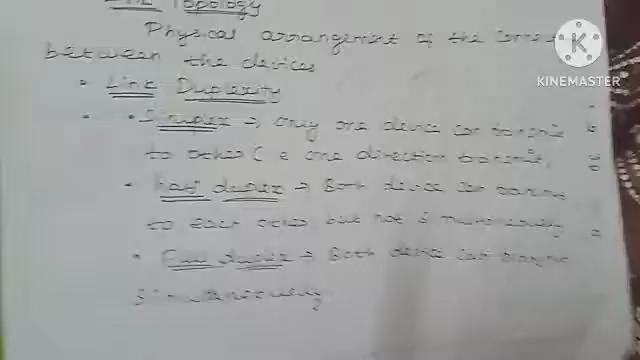 Topology
Physical arrangement of the
between the devices
• Link Duplexity
• Simplex → Only one device can transmit
to other ( one direction transmit,
• half duplex → Both device can
to each other, but not simultaneously
• Full duplex → Both device can
simultaneously
KINEMASTER